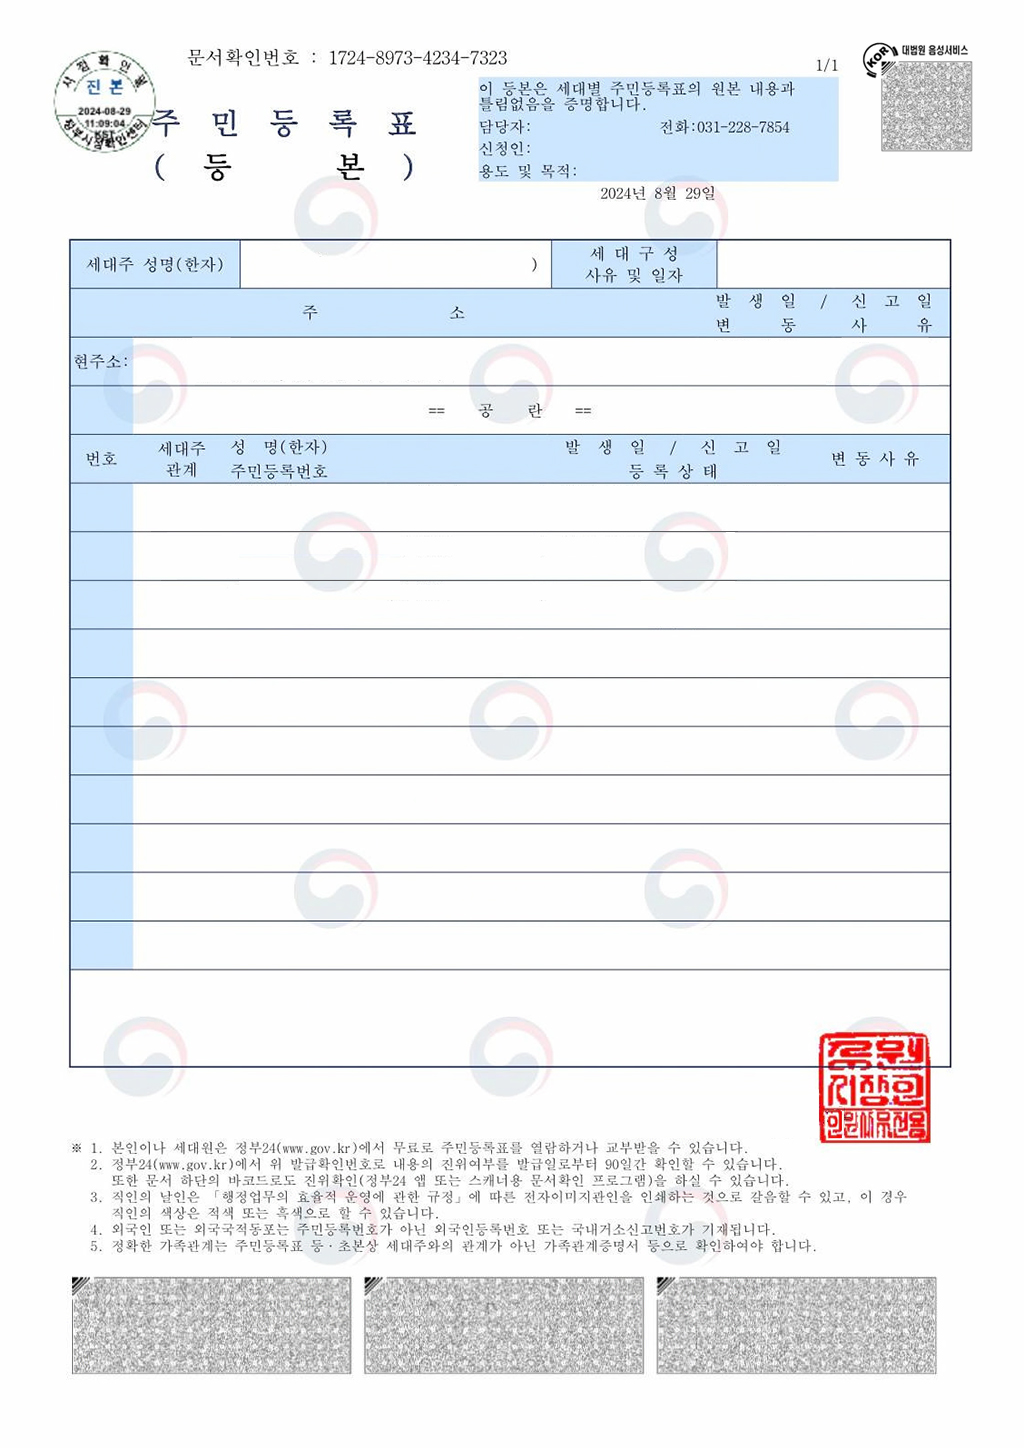 문서확인번호 : 1724-8973-4234-7323
1/1
대법원 음성서비스
KOR
시점확인필
진 본
2024-08-29
11:09:04
KST
정부시점확인센터
주 민 등 록 표
( 등 본 )
이 등본은 세대별 주민등록표의 원본 내용과
틀림없음을 증명합니다.
담당자: 전화:031-228-7854
신청인:
용도 및 목적:
2024년 8월 29일
세대주 성명(한자) )
세 대 구 성
사유 및 일자
주 소
발 생 일 / 신 고 일
변 동 사 유
현주소:
== 공 란 ==
번호
세대주
관계
성 명(한자)
주민등록번호
발 생 일 / 신 고 일
등 록 상 태
변 동 사 유
※ 1. 본인이나 세대원은 정부24(www.gov.kr)에서 무료로 주민등록표를 열람하거나 교부받을 수 있습니다.
2. 정부24(www.gov.kr)에서 위 발급확인번호로 내용의 진위여부를 발급일로부터 90일간 확인할 수 있습니다.
또한 문서 하단의 바코드로도 진위확인(정부24 앱 또는 스캐너용 문서확인 프로그램)을 하실 수 있습니다.
3. 직인의 날인은 「행정업무의 효율적 운영에 관한 규정」에 따른 전자이미지관인을 인쇄하는 것으로 갈음할 수 있고, 이 경우
직인의 색상은 적색 또는 흑색으로 할 수 있습니다.
4. 외국인 또는 외국국적동포는 주민등록번호가 아닌 외국인등록번호 또는 국내거소신고번호가 기재됩니다.
5. 정확한 가족관계는 주민등록표 등·초본상 세대주와의 관계가 아닌 가족관계증명서 등으로 확인하여야 합니다.